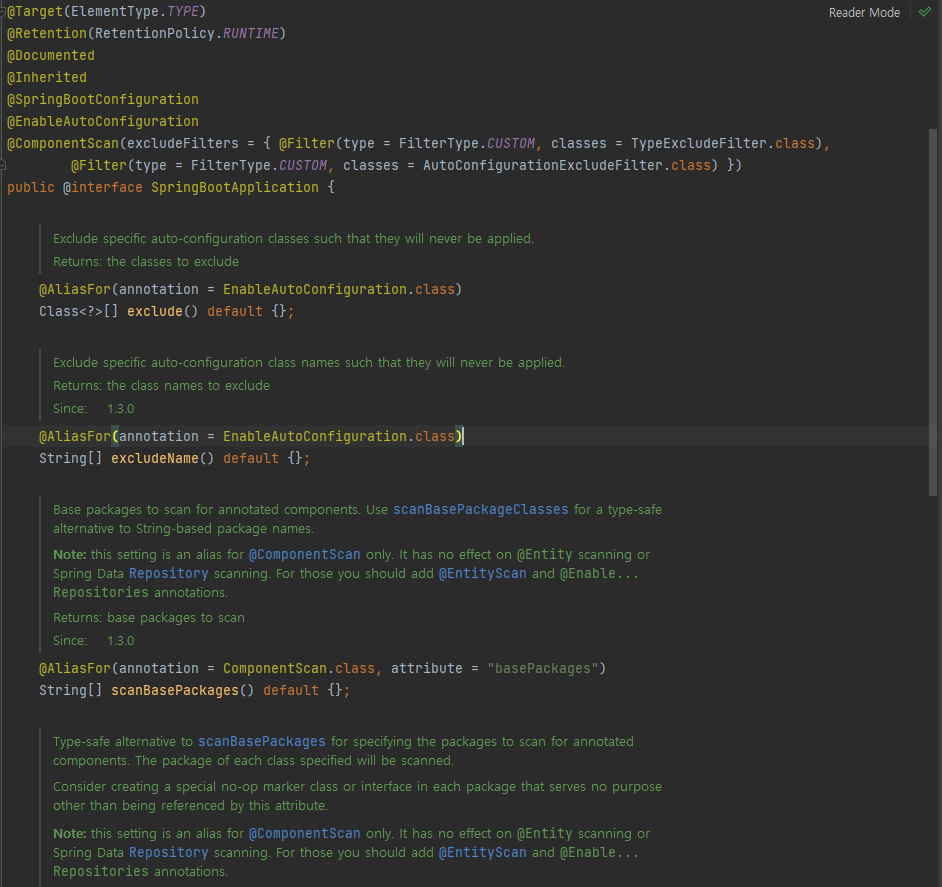 @Target(ElementType.TYPE)
Reader Mode
@Retention(RetentionPolicy.RUNTIME)
@Documented
@Inherited
@SpringBootConfiguration
@EnableAutoConfiguration
@ComponentScan(excludeFilters = { @Filter(type = FilterType.CUSTOM, classes = TypeExcludeFilter.class),
@Filter(type = FilterType.CUSTOM, classes = AutoConfigurationExcludeFilter.class) })
public @interface SpringBootApplication {
Exclude specific auto-configuration classes such that they will never be applied.
Returns: the classes to exclude
@AliasFor(annotation = EnableAutoConfiguration.class)
Class<?>[] exclude() default {};
Exclude specific auto-configuration class names such that they will never be applied.
Returns: the class names to exclude
Since: 1.3.0
@AliasFor(annotation = EnableAutoConfiguration.class)
String[] excludeName() default {};
Base packages to scan for annotated components. Use scanBasePackageClasses for a type-safe
alternative to String-based package names.
Note: this setting is an alias for @ComponentScan only. It has no effect on @Entity scanning or
Spring Data Repository scanning. For those you should add @EntityScan and @Enable...
Repositories annotations.
Returns: base packages to scan
Since: 1.3.0
@AliasFor(annotation = ComponentScan.class, attribute = "basePackages")
String[] scanBasePackages() default {};
Type-safe alternative to scanBasePackages for specifying the packages to scan for annotated
components. The package of each class specified will be scanned.
Consider creating a special no-op marker class or interface in each package that serves no purpose
other than being referenced by this attribute.
Note: this setting is an alias for @ComponentScan only. It has no effect on @Entity scanning or
Spring Data Repository scanning. For those you should add @EntityScan and @Enable...
Repositories annotations.